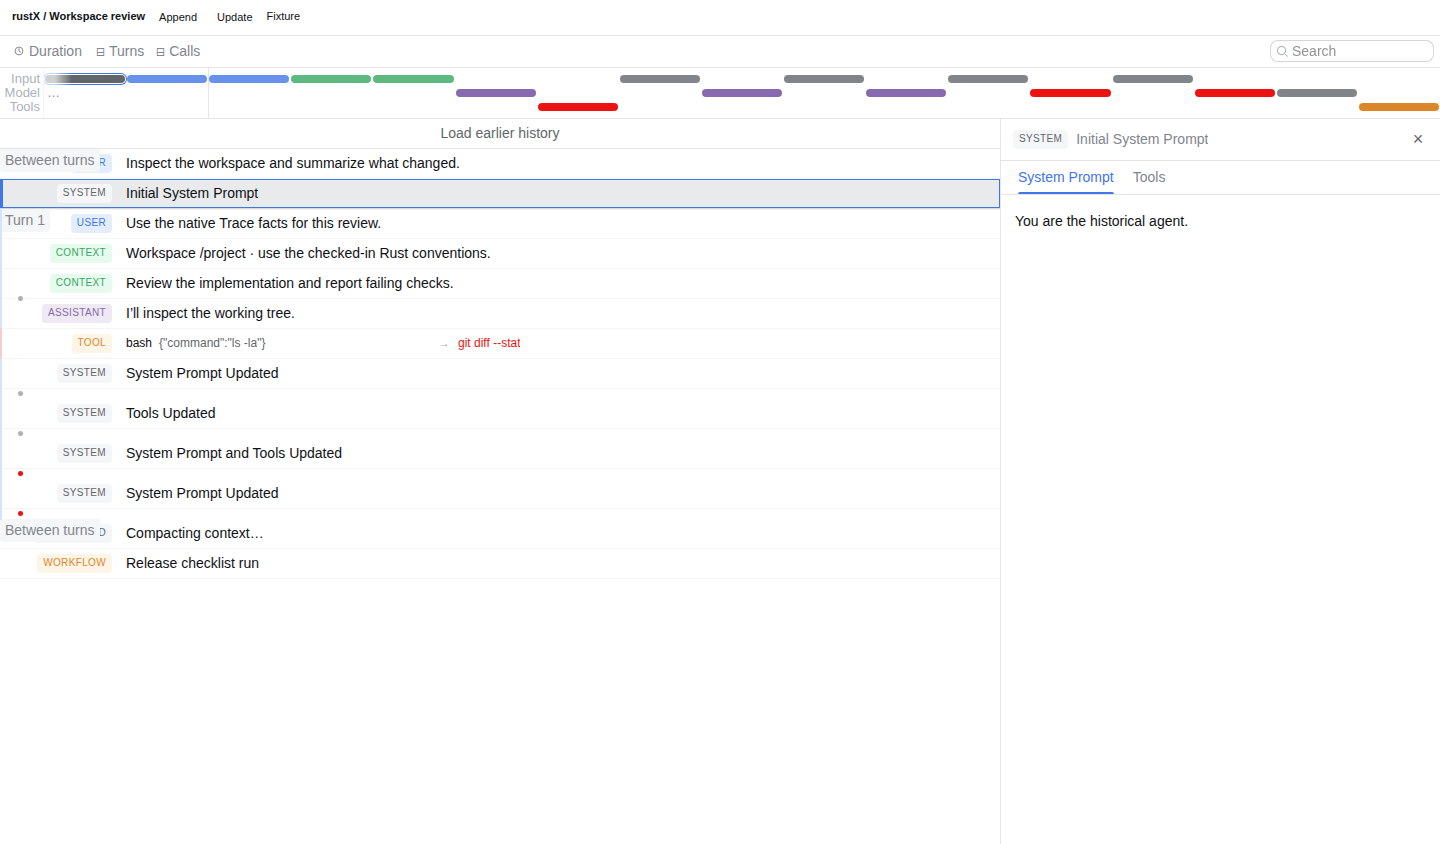 rustX / Workspace review Append Update Fixture
Duration Turns Calls Search
Input
Model …
Tools
Load earlier history
Between turns R Inspect the workspace and summarize what changed.
SYSTEM Initial System Prompt
Turn 1 USER Use the native Trace facts for this review.
CONTEXT Workspace /project · use the checked-in Rust conventions.
CONTEXT Review the implementation and report failing checks.
ASSISTANT I’ll inspect the working tree.
TOOL bash {"command":"ls -la"} → git diff --stat
SYSTEM System Prompt Updated
SYSTEM Tools Updated
SYSTEM System Prompt and Tools Updated
SYSTEM System Prompt Updated
Between turns D Compacting context…
WORKFLOW Release checklist run
SYSTEM Initial System Prompt ×
System Prompt Tools
You are the historical agent.